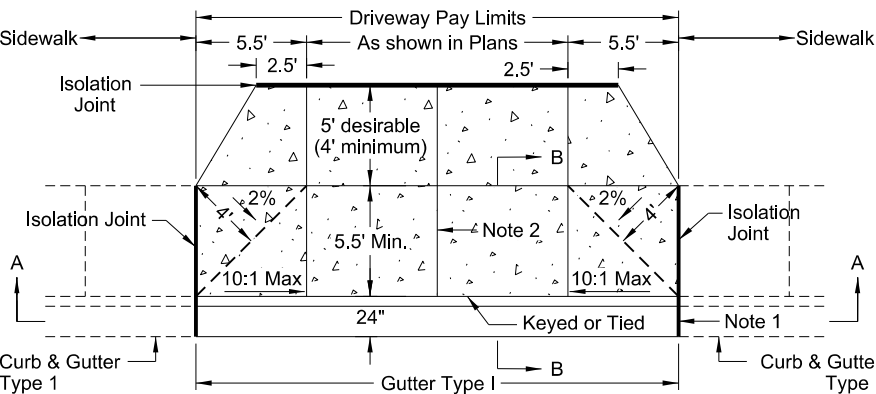 Driveway Pay Limits
Sidewalk
5.5'
As shown in Plans
5.5'
Sidewalk
2.5'
2.5'
Isolation
Joint
5' desirable
(4' minimum)
B
2%
2%
4'
4'
Isolation Joint
Isolation
Joint
5.5' Min.
Note 2
A
10:1 Max
10:1 Max
A
24"
Keyed or Tied
Note 1
Curb & Gutter
Type 1
B
Curb & Gutte
Type
Gutter Type I